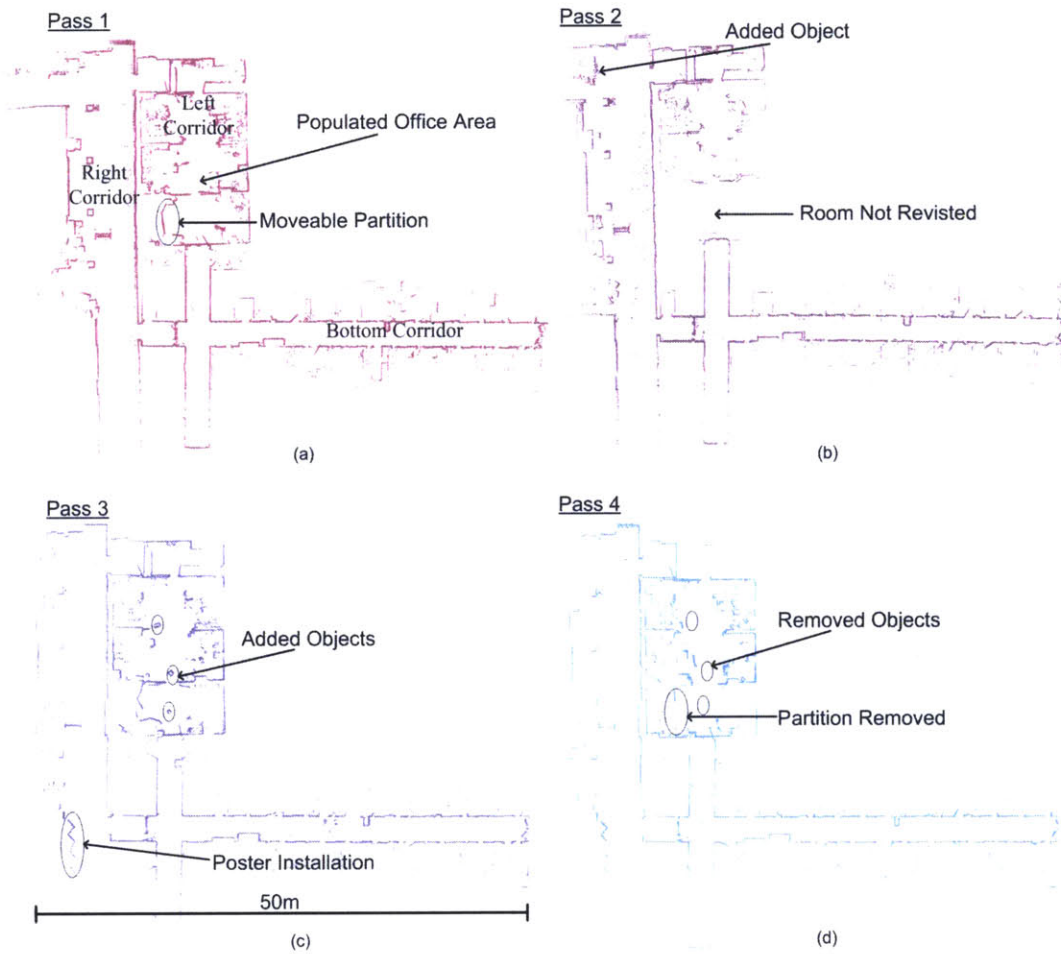 Pass 1
Left
Corridor
Populated Office Area
Right
Corridor
Moveable Partition
Bottom Corridor
(a)
Pass 2
Added Object
Room Not Revisted
(b)
Pass 3
Added Objects
Poster Installation
50m
(c)
Pass 4
Removed Objects
Partition Removed
(d)